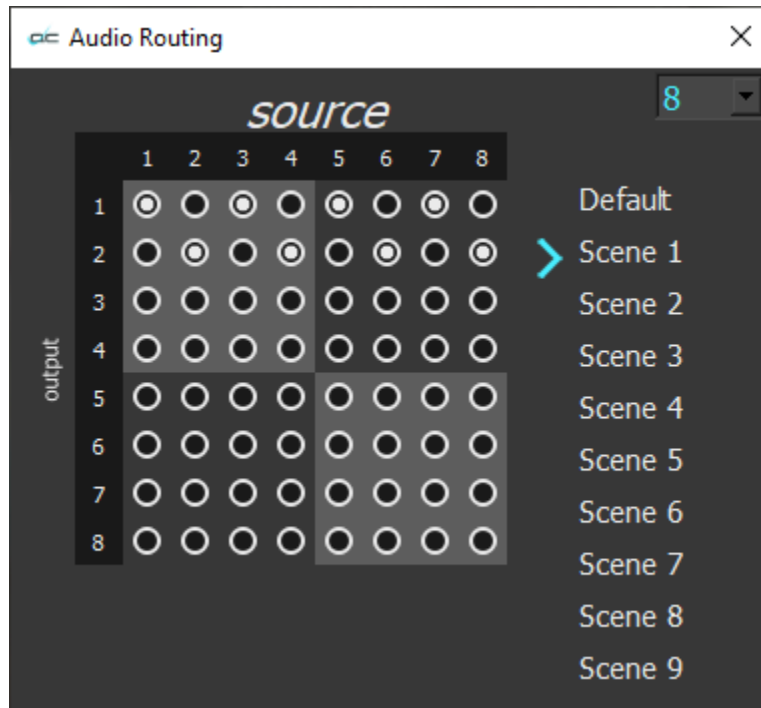 Audio Routing
8
source
1 2 3 4 5 6 7 8
1
2
3
4
5
6
7
8
output
Default
Scene 1
Scene 2
Scene 3
Scene 4
Scene 5
Scene 6
Scene 7
Scene 8
Scene 9